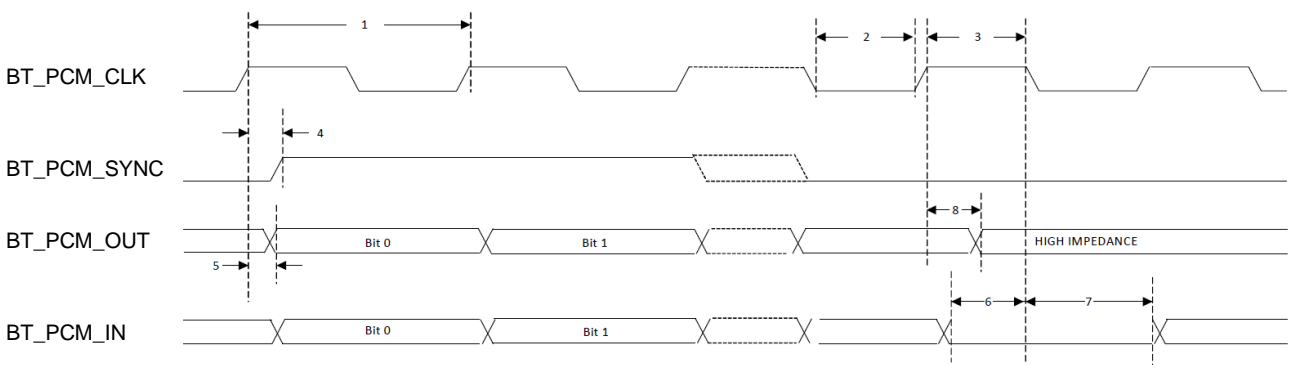 1
2
3
BT_PCM_CLK
4
BT_PCM_SYNC
8
BT_PCM_OUT
Bit 0
Bit 1
HIGH IMPEDANCE
5
6
7
BT_PCM_IN
Bit 0
Bit 1